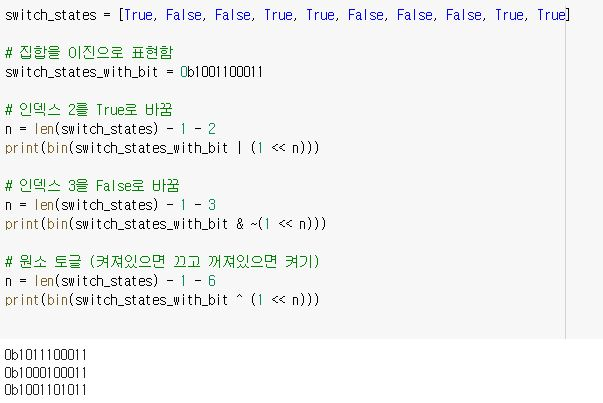 switch_states = [True, False, False, True, True, False, False, False, True, True]
# 집합을 이진으로 표현함
switch_states_with_bit = 0b1001100011
# 인덱스 2를 True로 바꿈
n = len(switch_states) - 1 - 2
print(bin(switch_states_with_bit | (1 << n)))
# 인덱스 3을 False로 바꿈
n = len(switch_states) - 1 - 3
print(bin(switch_states_with_bit & ~(1 << n)))
# 원소 토글 (켜져있으면 끄고 꺼져있으면 켜기)
n = len(switch_states) - 1 - 6
print(bin(switch_states_with_bit ^ (1 << n)))
0b1011100011
0b1000100011
0b1001101011